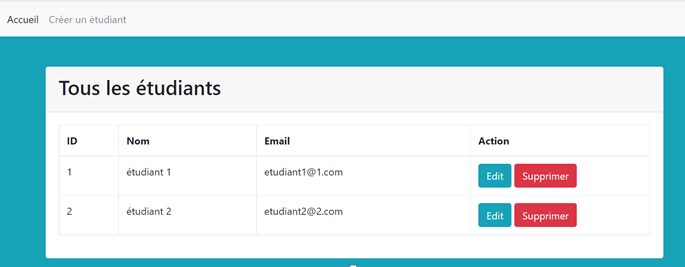 Accueil Créer un étudiant
Tous les étudiants
ID Nom Email Action
1 étudiant 1 etudiant1@1.com Edit Supprimer
2 étudiant 2 etudiant2@2.com Edit Supprimer